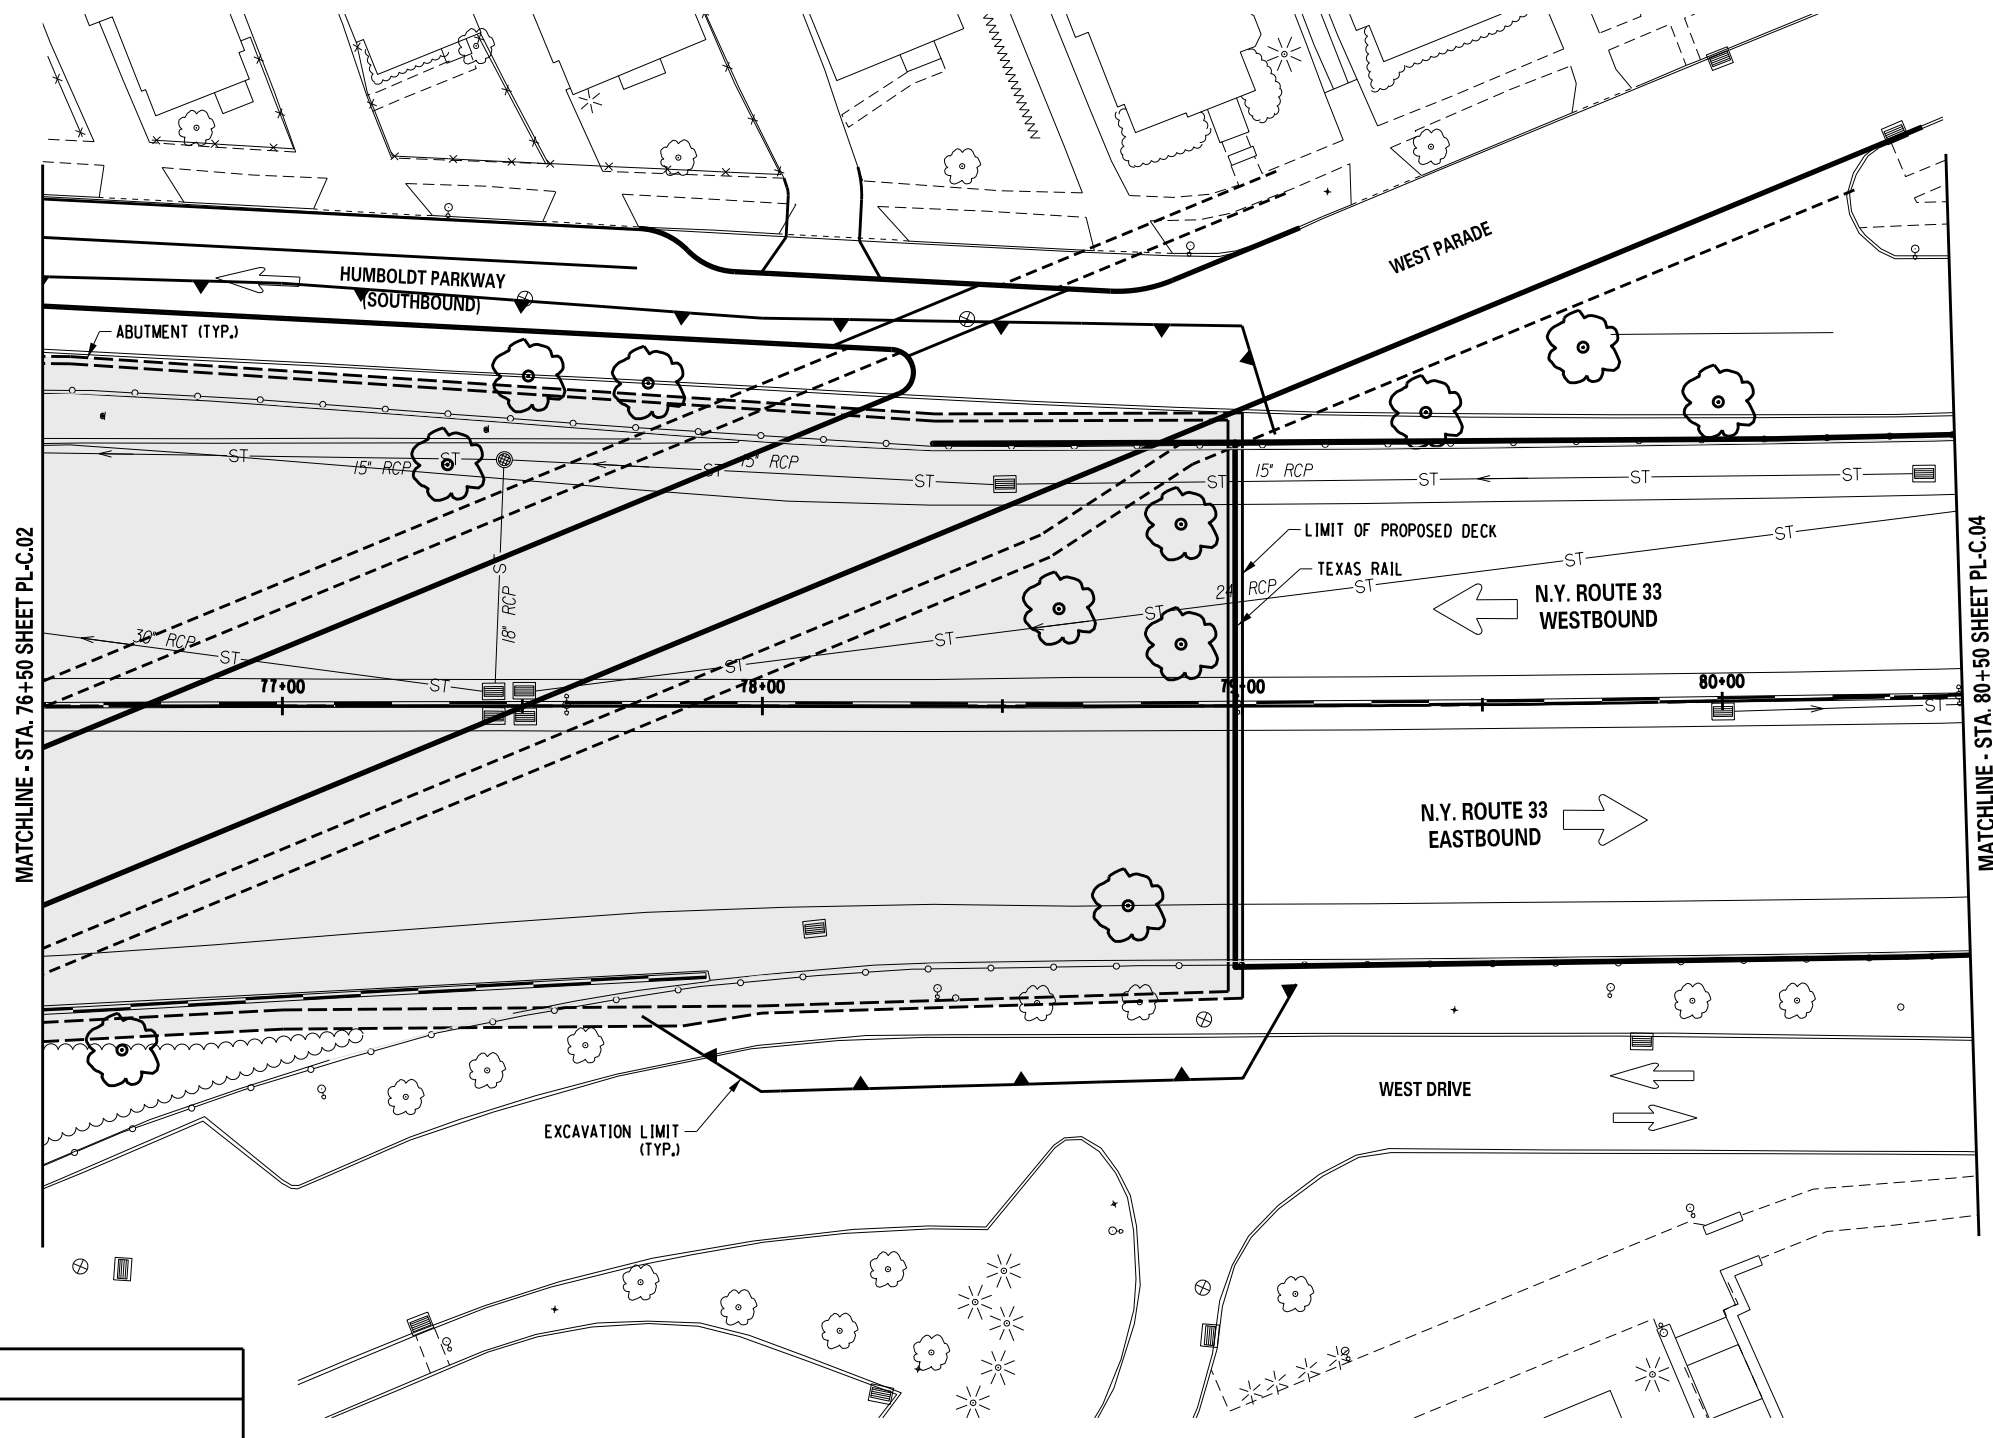 WEST PARADE
HUMBOLDT PARKWAY
(SOUTHBOUND)
ABUTMENT (TYP.)
ST
15" RCP
ST
ST
15" RCP
ST
ST
15" RCP
ST
ST
ST
LIMIT OF PROPOSED DECK
ST
ST
TEXAS RAIL
ST
24" RCP
N.Y. ROUTE 33
WESTBOUND
ST
ST
18" RCP
ST
30" RCP
ST
ST
ST
77+00
78+00
79+00
80+00
ST
MATCHLINE - STA. 76+50 SHEET PL-C.02
MATCHLINE - STA. 80+50 SHEET PL-C.04
N.Y. ROUTE 33
EASTBOUND
WEST DRIVE
EXCAVATION LIMIT
(TYP.)